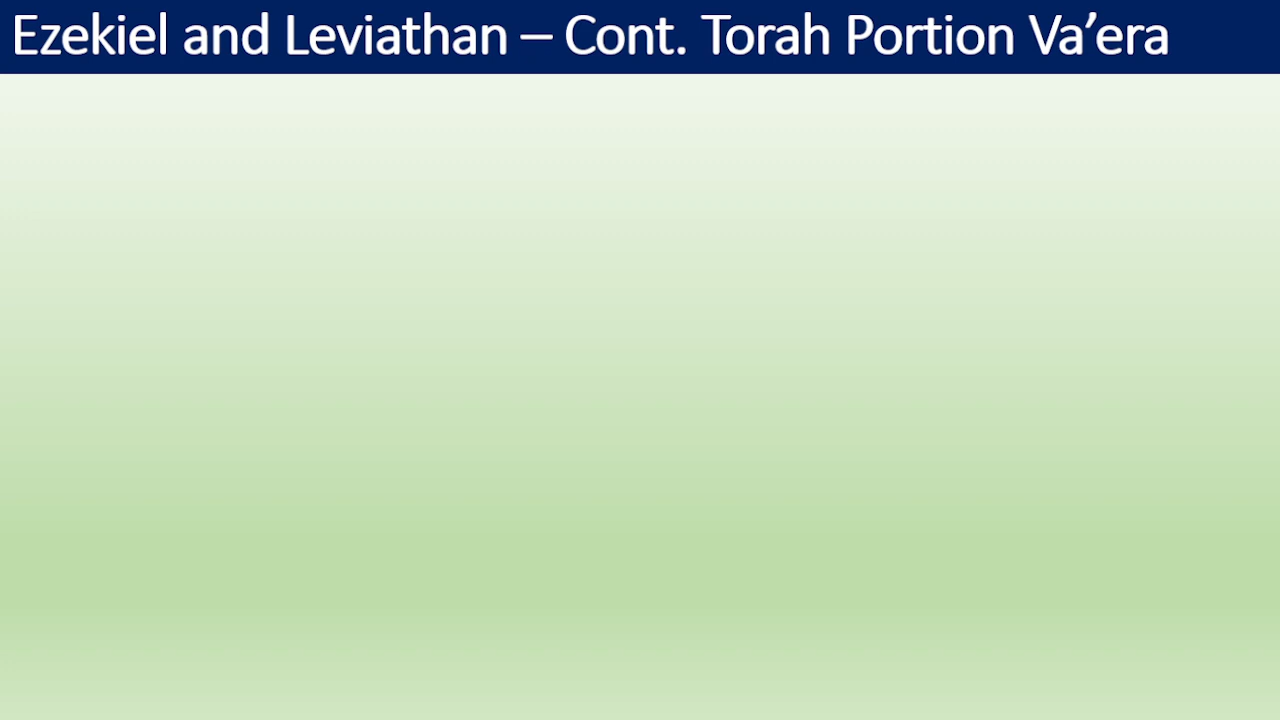 Ezekiel and Leviathan – Cont. Torah Portion Va’era